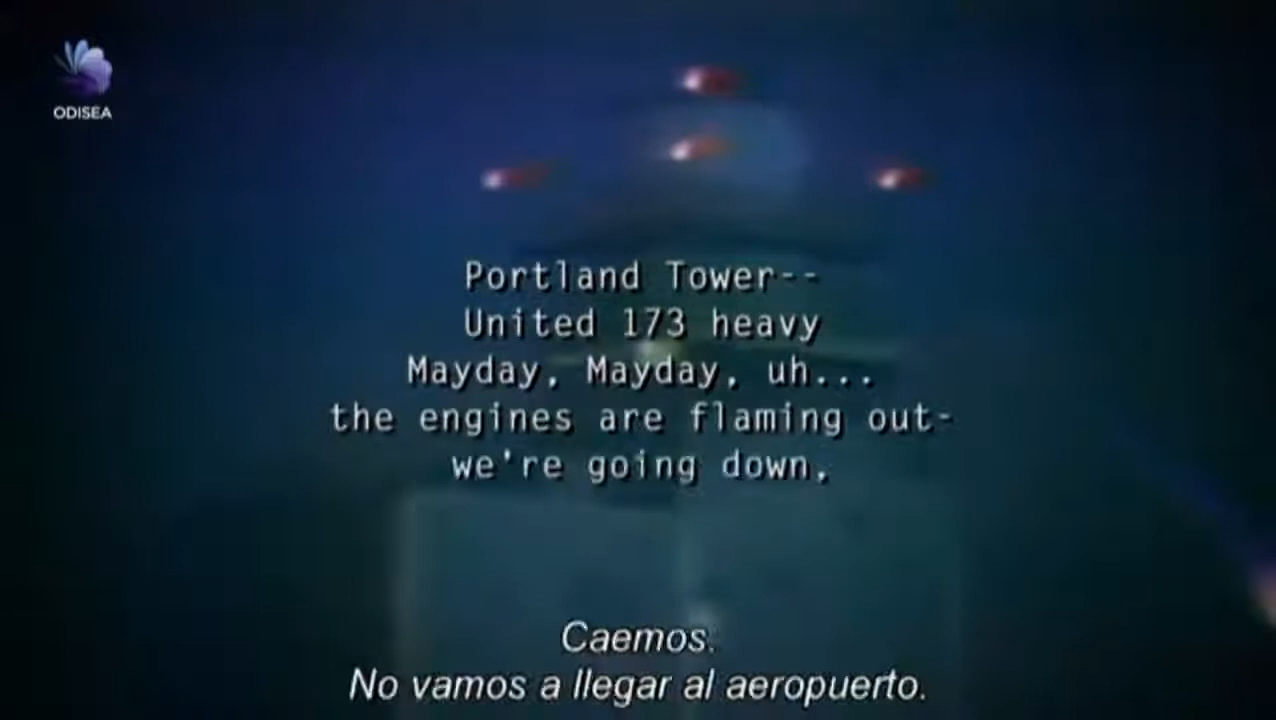 ODISEA
Portland Tower--
United 173 heavy
Mayday, Mayday, uh...
the engines are flaming out-
we're going down,
Caemos.
No vamos a llegar al aeropuerto.